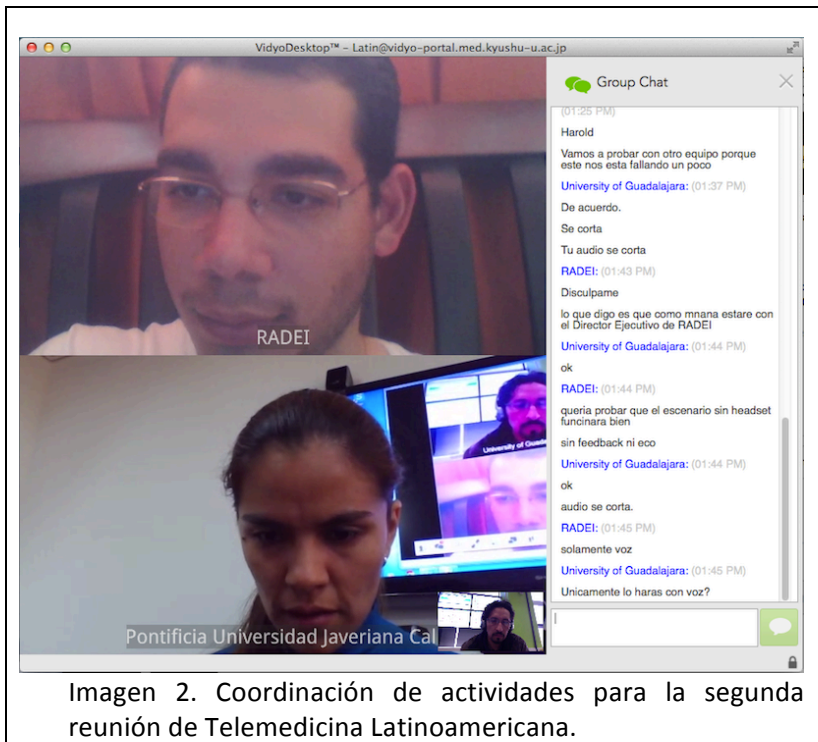 VidyoDesktop™ – Latin@vidyo-portal.med.kyushu-u.ac.jp
RADEI
University of Guada
Pontificia Universidad Javeriana Cal
Group Chat
(01:25 PM)
Harold
Vamos a probar con otro equipo porque
este nos esta fallando un poco
University of Guadalajara: (01:37 PM)
De acuerdo.
Se corta
Tu audio se corta
RADEI: (01:43 PM)
Disculpame
lo que digo es que como mnana estare con
el Director Ejecutivo de RADEI
University of Guadalajara: (01:44 PM)
ok
RADEI: (01:44 PM)
queria probar que el escenario sin headset
funcinara bien
sin feedback ni eco
University of Guadalajara: (01:44 PM)
ok
audio se corta.
RADEI: (01:45 PM)
solamente voz
University of Guadalajara: (01:45 PM)
Unicamente lo haras con voz?
Imagen 2. Coordinación de actividades para la segunda
reunión de Telemedicina Latinoamericana.